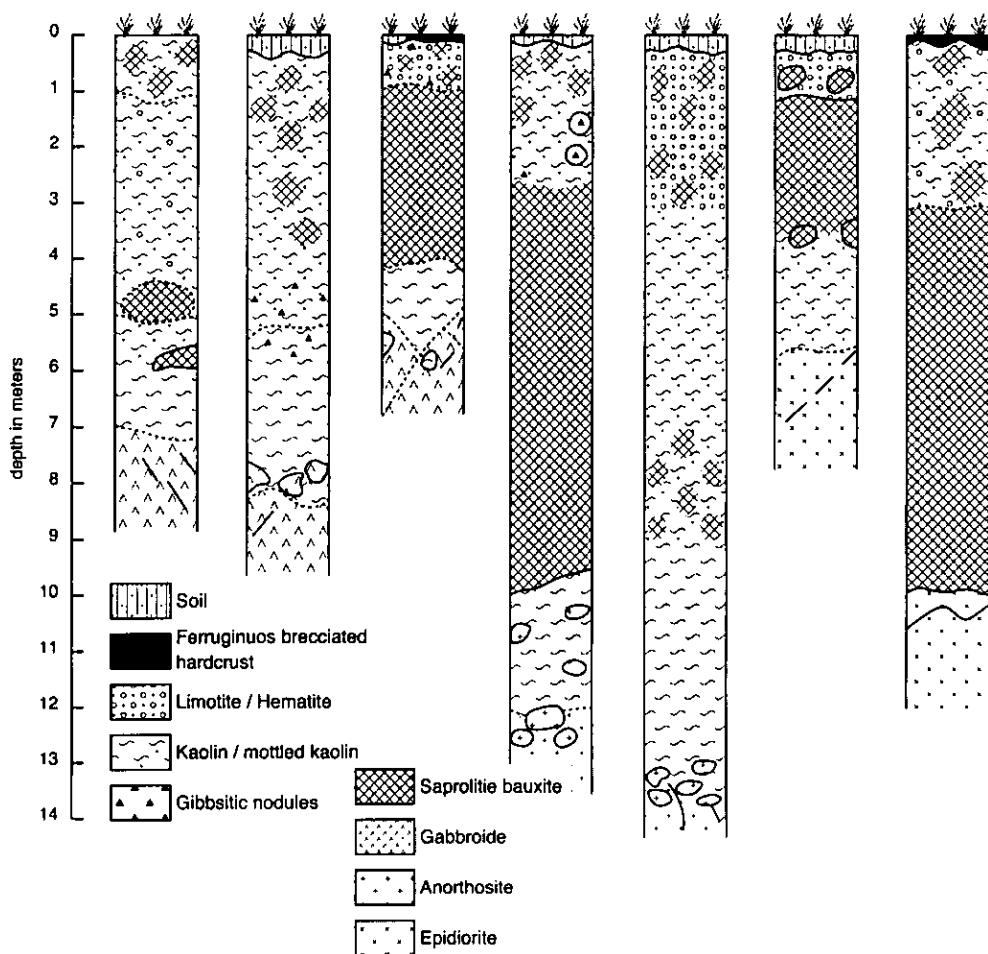 depth in meters
0
1
2
3
4
5
6
7
8
9
10
11
12
13
14
Soil
Ferruginuos brecciated
hardcrust
Limotite / Hematite
Kaolin / mottled kaolin
Gibbsitic nodules
Saprolitie bauxite
Gabbroide
Anorthosite
Epidiorite